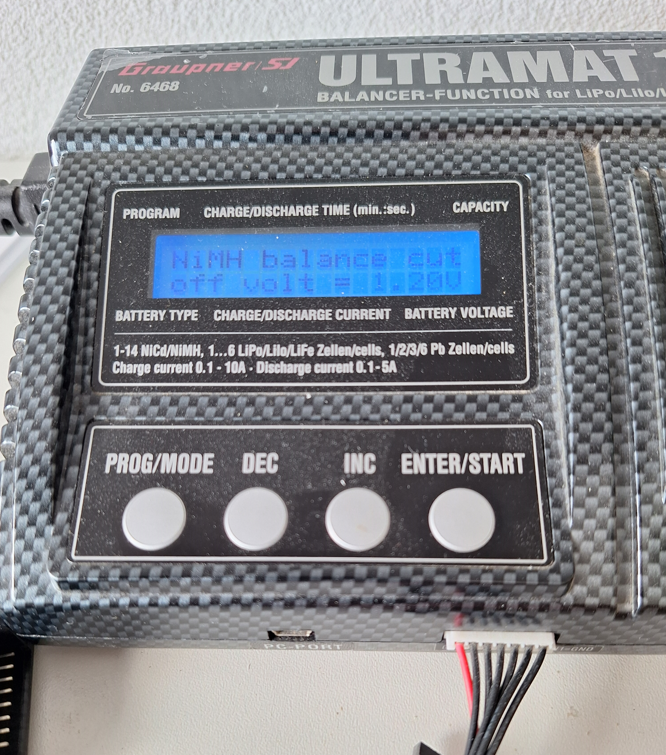 Graupner SJ
ULTRAMAT
No. 6468
BALANCER-FUNCTION for LiPo/LiIo/
PROGRAM CHARGE/DISCHARGE TIME (min.:sec.) CAPACITY
NiMH balance cut
off volt = 1.20V
BATTERY TYPE CHARGE/DISCHARGE CURRENT BATTERY VOLTAGE
1-14 NiCd/NiMH, 1...6 LiPo/LiIo/LiFe Zellen/cells, 1/2/3/6 Pb Zellen/cells
Charge current 0.1 - 10A - Discharge current 0.1-5A
PROG/MODE DEC INC ENTER/START
PC-PORT